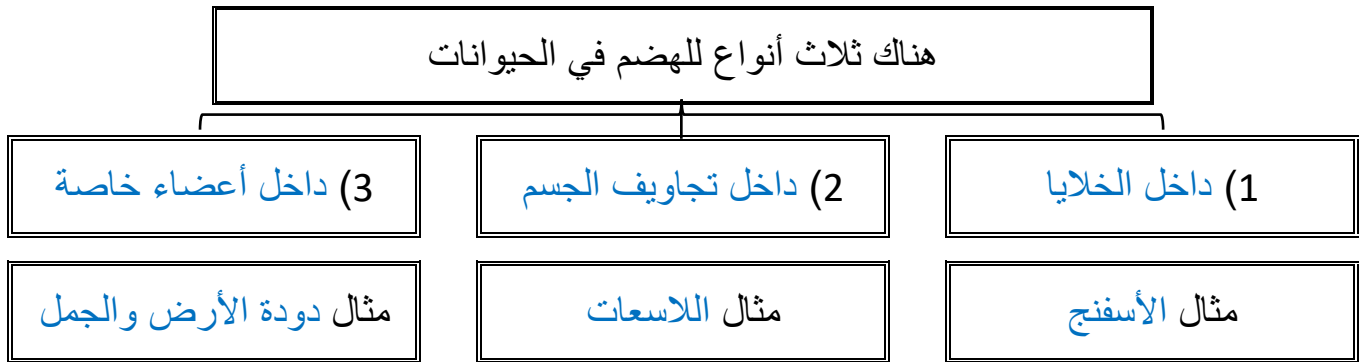 هناك ثلاث أنواع للهضم في الحيوانات
1) داخل الخلايا
2) داخل تجاويف الجسم
3) داخل أعضاء خاصة
مثال الأسفنج
مثال اللاسعات
مثال دودة الأرض والجمل